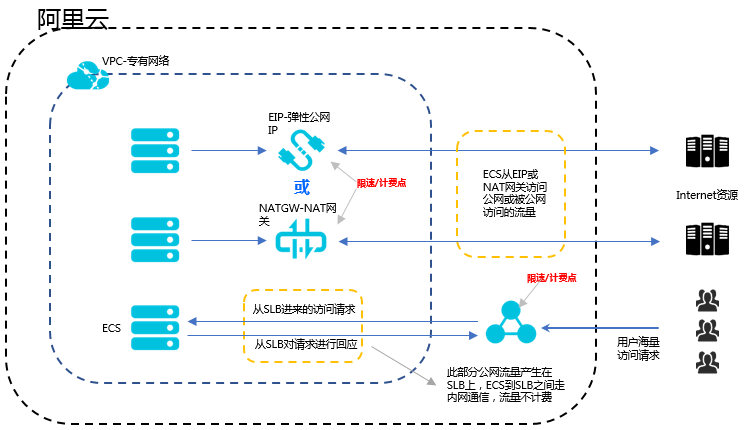 阿里云
VPC-专有网络
EIP-弹性公网
IP
或
限速/计费点
NATGW-NAT网
关
ECS从EIP或
NAT网关访问
公网或被公网
访问的流量
Internet资源
限速/计费点
从SLB进来的访问请求
ECS
从SLB对请求进行回应
用户海量
访问请求
此部分公网流量产生在
SLB上，ECS到SLB之间走
内网通信，流量不计费